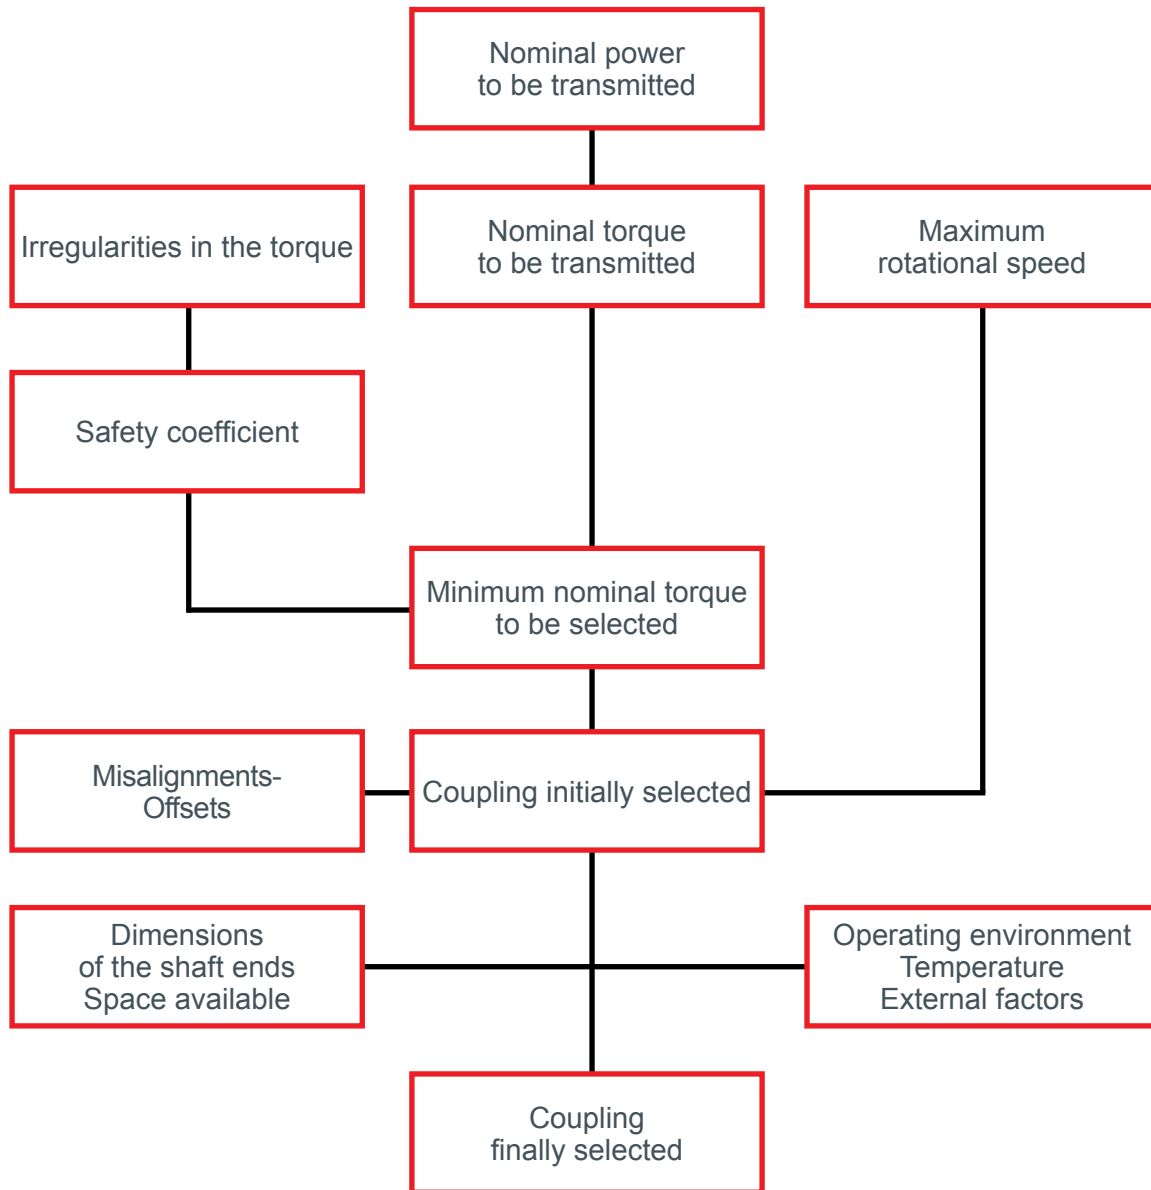 Nominal power
to be transmitted
Irregularities in the torque
Nominal torque
to be transmitted
Maximum
rotational speed
Safety coefficient
Minimum nominal torque
to be selected
Misalignments-
Offsets
Coupling initially selected
Dimensions
of the shaft ends
Space available
Operating environment
Temperature
External factors
Coupling
finally selected